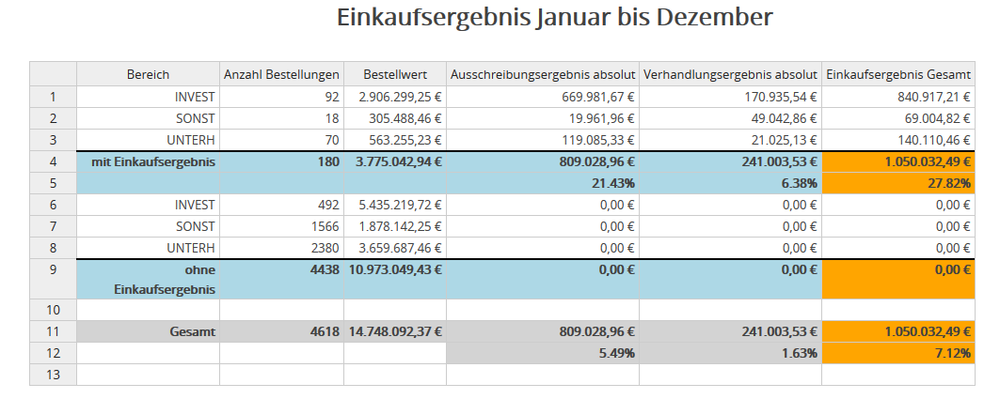 Einkaufsergebnis Januar bis Dezember
Bereich Anzahl Bestellungen Bestellwert Ausschreibungsergebnis absolut Verhandlungsergebnis absolut Einkaufsergebnis Gesamt
1 INVEST 92 2.906.299,25 € 669.981,67 € 170.935,54 € 840.917,21 €
2 SONST 18 305.488,46 € 19.961,96 € 49.042,86 € 69.004,82 €
3 UNTERH 70 563.255,23 € 119.085,33 € 21.025,13 € 140.110,46 €
4 mit Einkaufsergebnis 180 3.775.042,94 € 809.028,96 € 241.003,53 € 1.050.032,49 €
5 21.43% 6.38% 27.82%
6 INVEST 492 5.435.219,72 € 0,00 € 0,00 € 0,00 €
7 SONST 1566 1.878.142,25 € 0,00 € 0,00 € 0,00 €
8 UNTERH 2380 3.659.687,46 € 0,00 € 0,00 € 0,00 €
9 ohne 4438 10.973.049,43 € 0,00 € 0,00 € 0,00 €
Einkaufsergebnis
10
11 Gesamt 4618 14.748.092,37 € 809.028,96 € 241.003,53 € 1.050.032,49 €
12 5.49% 1.63% 7.12%
13